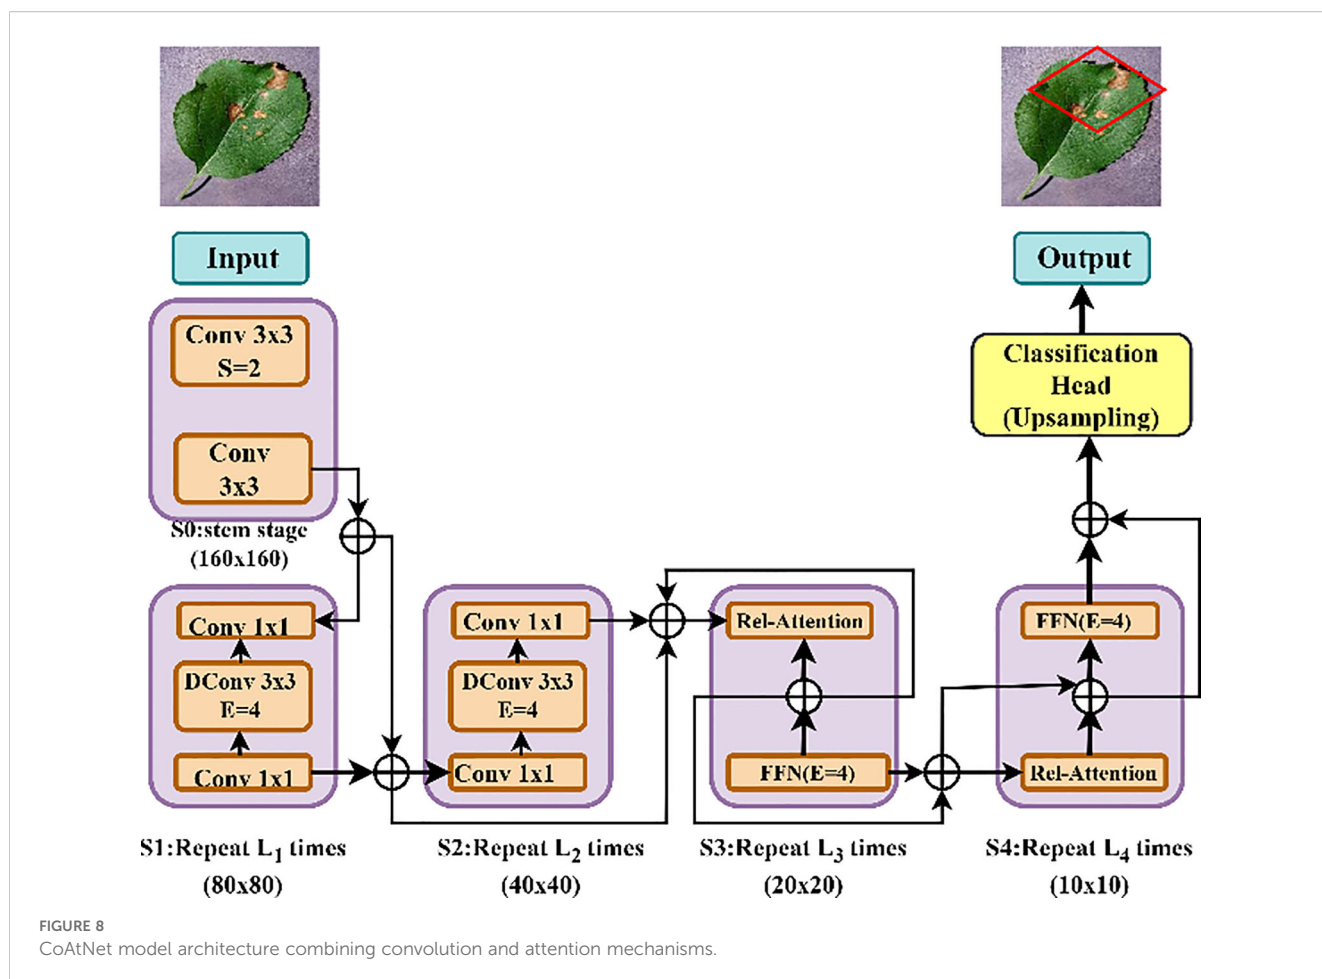 Input
Conv 3x3
S=2
Conv
3x3
S0:stem stage
(160x160)
Conv 1x1
DConv 3x3
E=4
Conv 1x1
S1:Repeat L1 times
(80x80)
Conv 1x1
DConv 3x3
E=4
Conv 1x1
S2:Repeat L2 times
(40x40)
Rel-Attention
FFN(E=4)
S3:Repeat L3 times
(20x20)
Output
Classification
Head
(Upsampling)
FFN(E=4)
Rel-Attention
S4:Repeat L4 times
(10x10)
FIGURE 8
CoAtNet model architecture combining convolution and attention mechanisms.